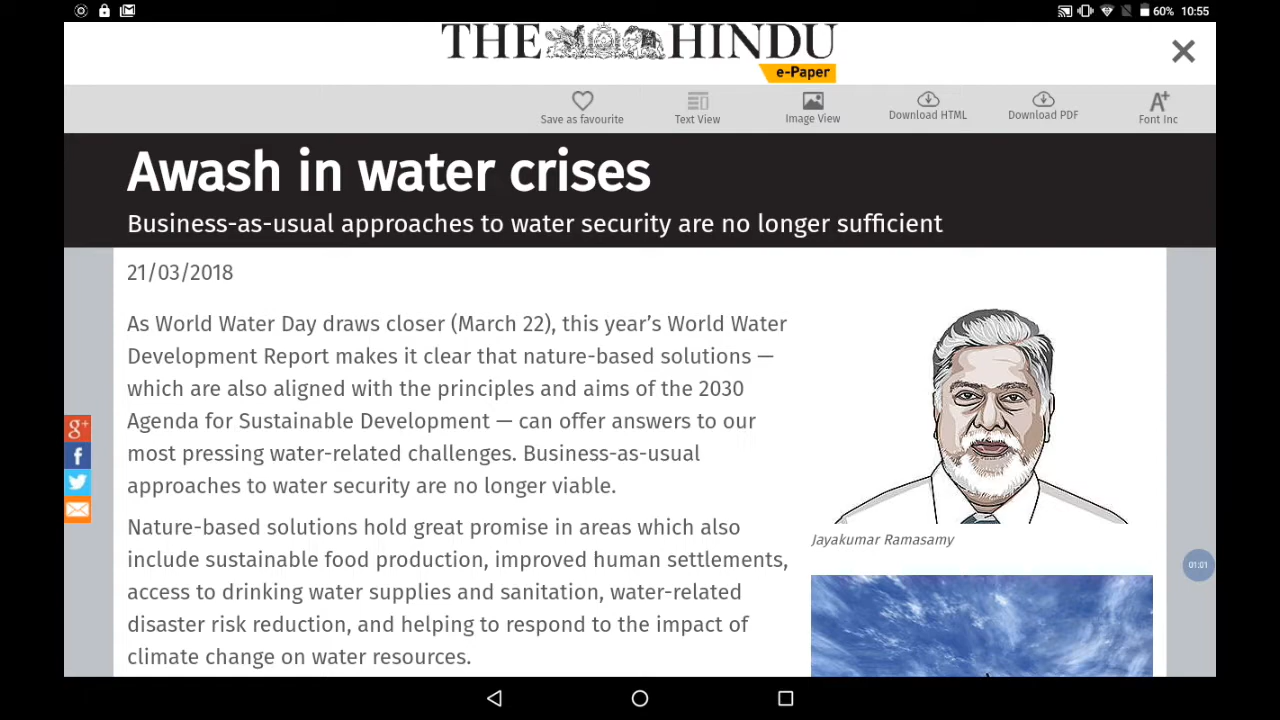 60% 10:55
THE HINDU
e-Paper
Save as favourite
Text View
Image View
Download HTML
Download PDF
A+
Font Inc
Awash in water crises
Business-as-usual approaches to water security are no longer sufficient
21/03/2018
As World Water Day draws closer (March 22), this year’s World Water
Development Report makes it clear that nature-based solutions —
which are also aligned with the principles and aims of the 2030
Agenda for Sustainable Development — can offer answers to our
most pressing water-related challenges. Business-as-usual
approaches to water security are no longer viable.
Nature-based solutions hold great promise in areas which also
include sustainable food production, improved human settlements,
access to drinking water supplies and sanitation, water-related
disaster risk reduction, and helping to respond to the impact of
climate change on water resources.
Jayakumar Ramasamy
g+
f
01:01